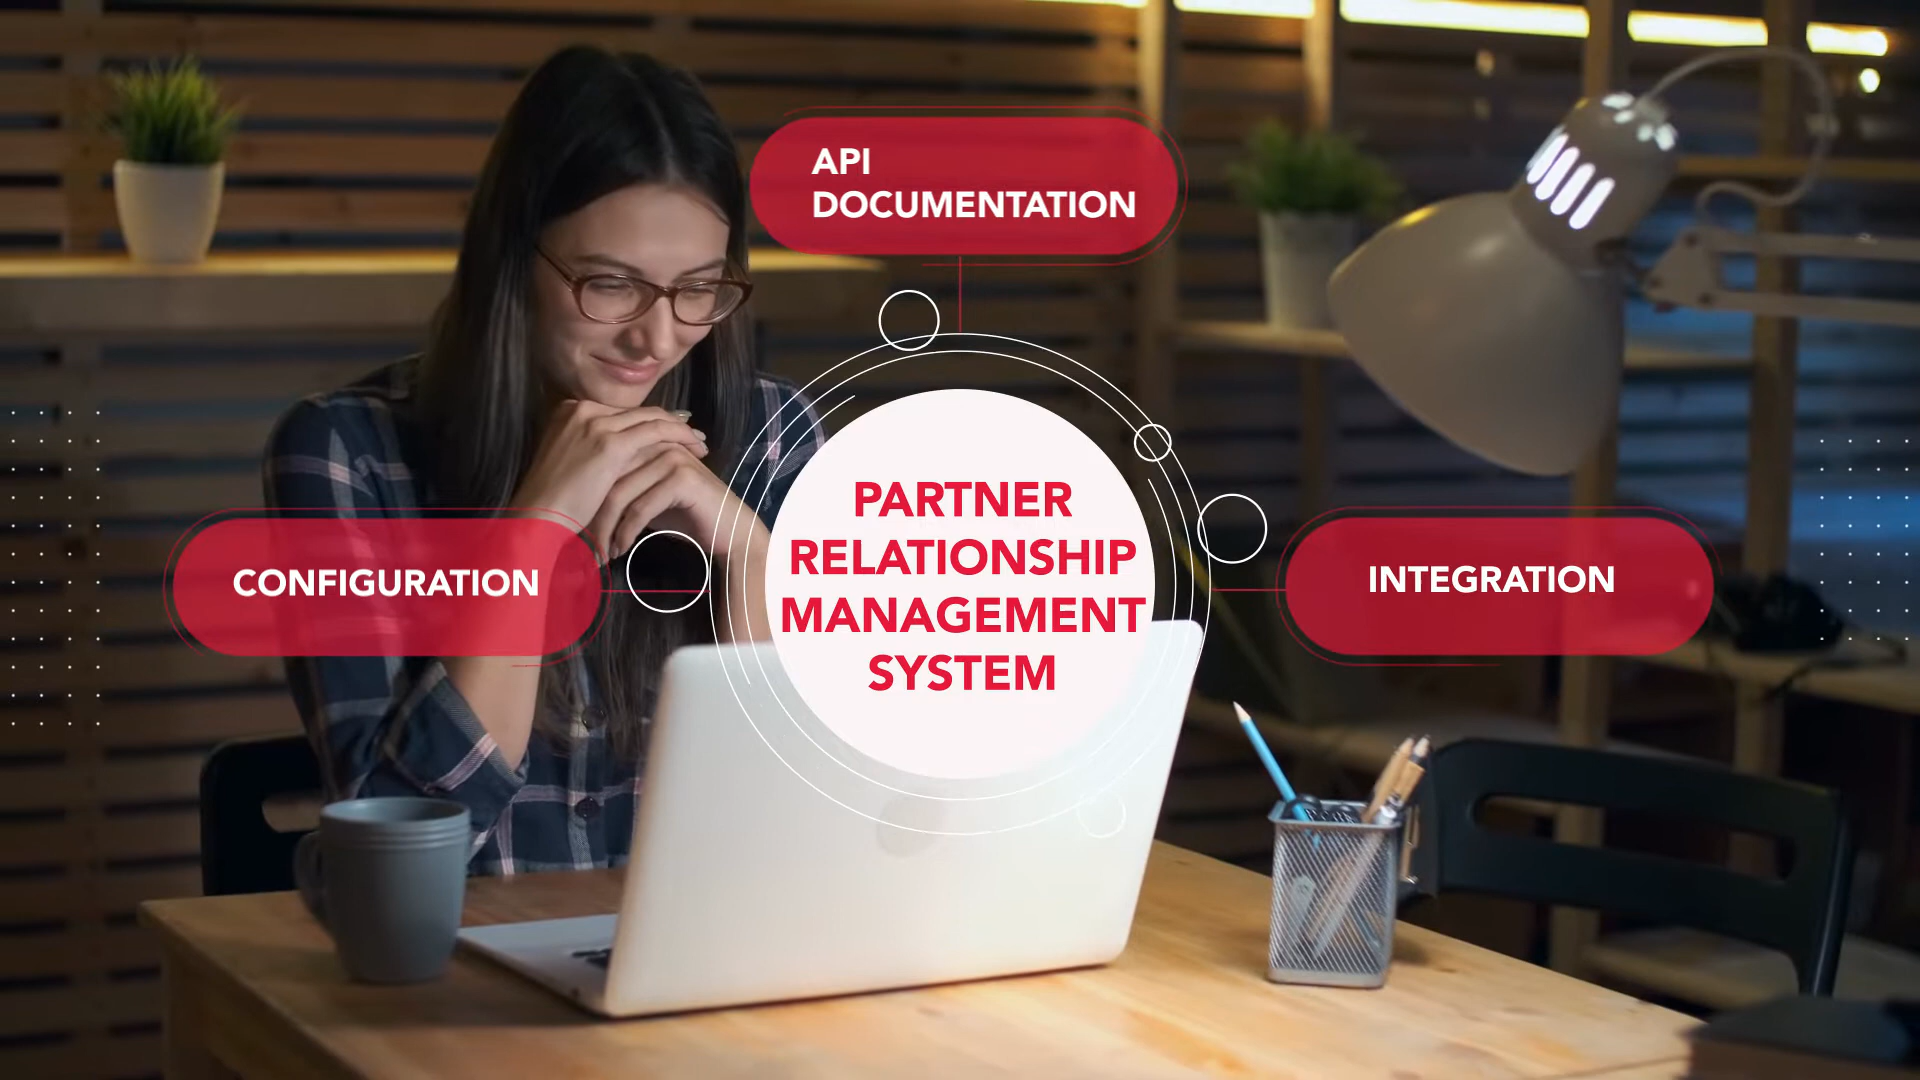 API
DOCUMENTATION
CONFIGURATION
PARTNER
RELATIONSHIP
MANAGEMENT
SYSTEM
INTEGRATION